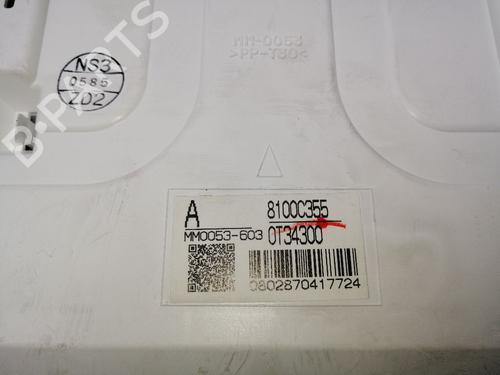 MM-0053
>PP-T30<
NS3
0585
Z02
B-PARTS
A
8100C355
MM0053-603
0T34300
0802870417724